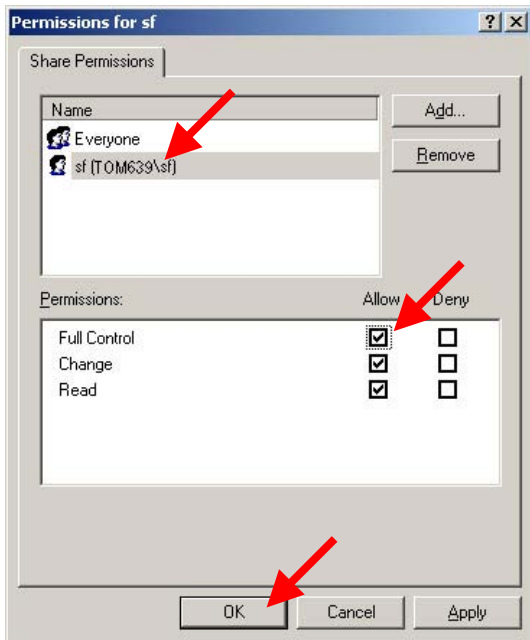 Permissions for sf
Share Permissions
Name
Add...
Everyone
sf (TOM639\sf)
Remove
Permissions: Allow Deny
Full Control
Change
Read
OK Cancel Apply